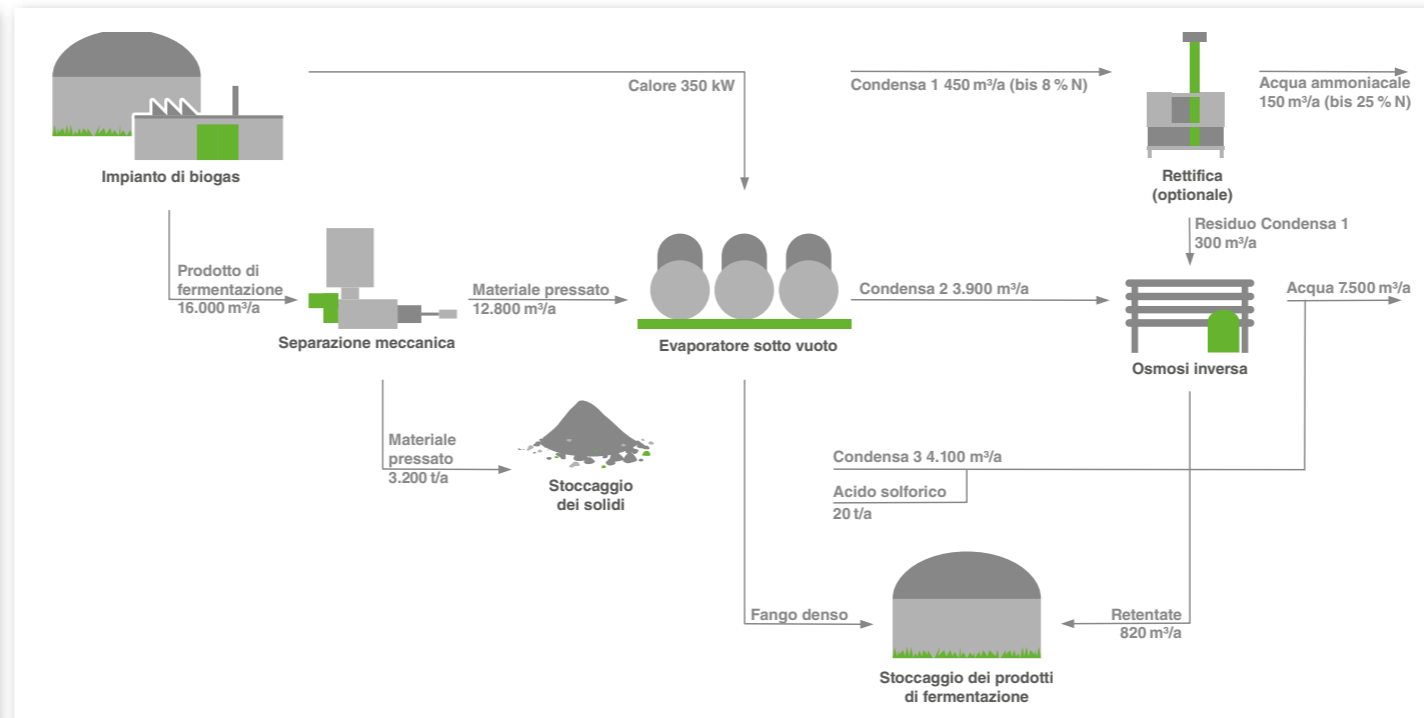 Impianto di biogas
Calore 350 kW
Condensa 1 450 m³/a (bis 8 % N)
Rettifica
(optionale)
Acqua ammoniacale
150 m³/a (bis 25 % N)
Residuo Condensa 1
300 m³/a
Prodotto di
fermentazione
16.000 m³/a
Separazione meccanica
Materiale pressato
12.800 m³/a
Evaporatore sotto vuoto
Condensa 2 3.900 m³/a
Osmosi inversa
Acqua 7.500 m³/a
Materiale
pressato
3.200 t/a
Stoccaggio
dei solidi
Condensa 3 4.100 m³/a
Acido solforico
20 t/a
Fango denso
Retentate
820 m³/a
Stoccaggio dei prodotti
di fermentazione